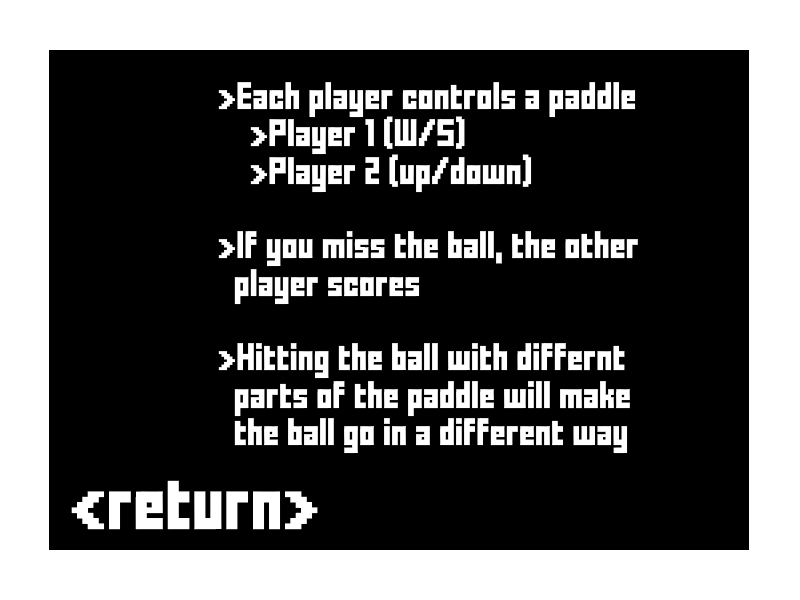 >Each player controls a paddle
>Player 1 (W/S)
>Player 2 (up/down)
>If you miss the ball, the other
player scores
>Hitting the ball with differnt
parts of the paddle will make
the ball go in a different way
<return>